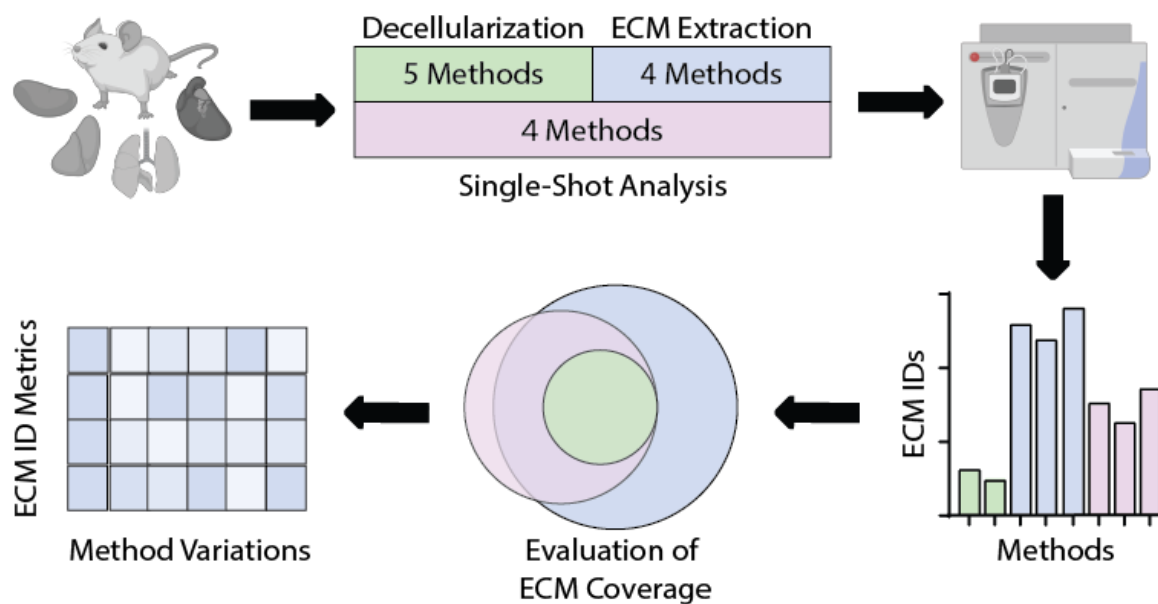 Decellularization ECM Extraction
5 Methods 4 Methods
4 Methods
Single-Shot Analysis
ECM ID Metrics
Method Variations
Evaluation of
ECM Coverage
ECM IDs
Methods